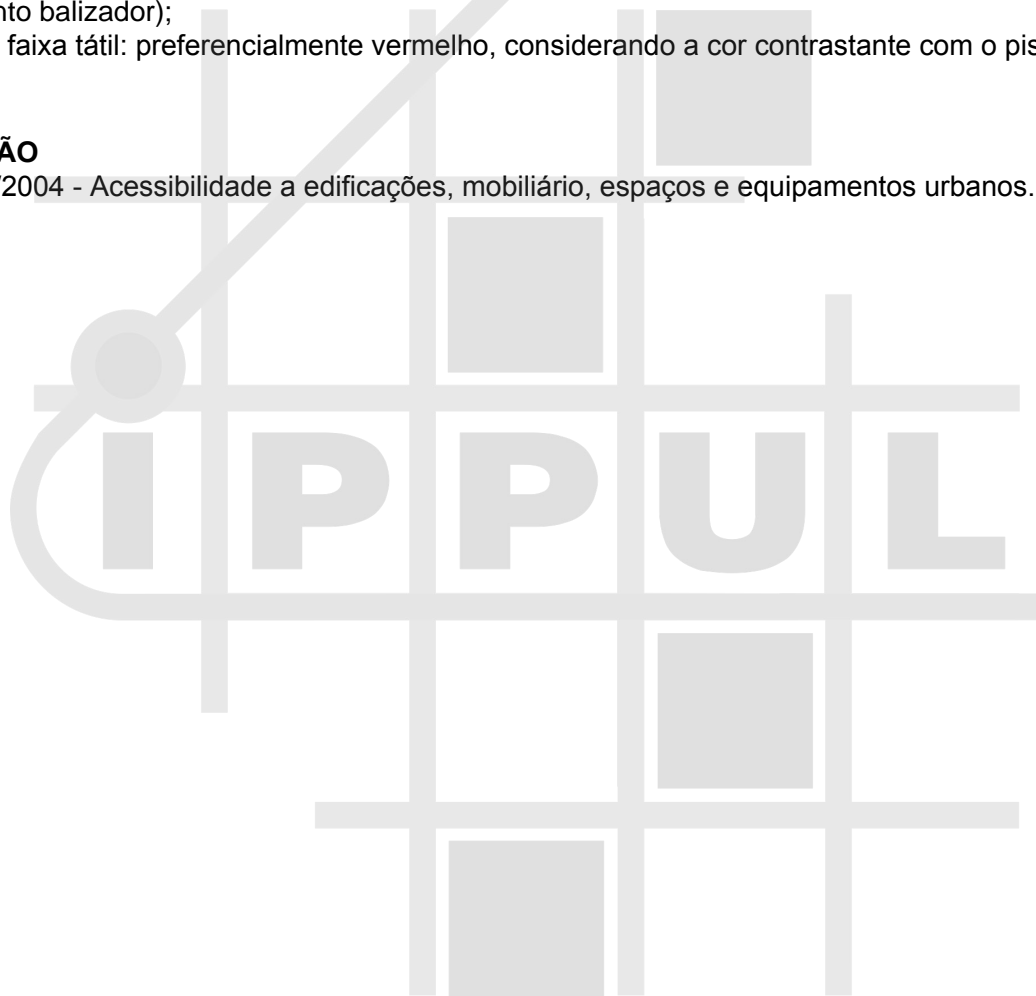 nto balizador);
faixa tátil: preferencialmente vermelho, considerando a cor contrastante com o pis
ÃO
/2004 - Acessibilidade a edificações, mobiliário, espaços e equipamentos urbanos.
IPPUL